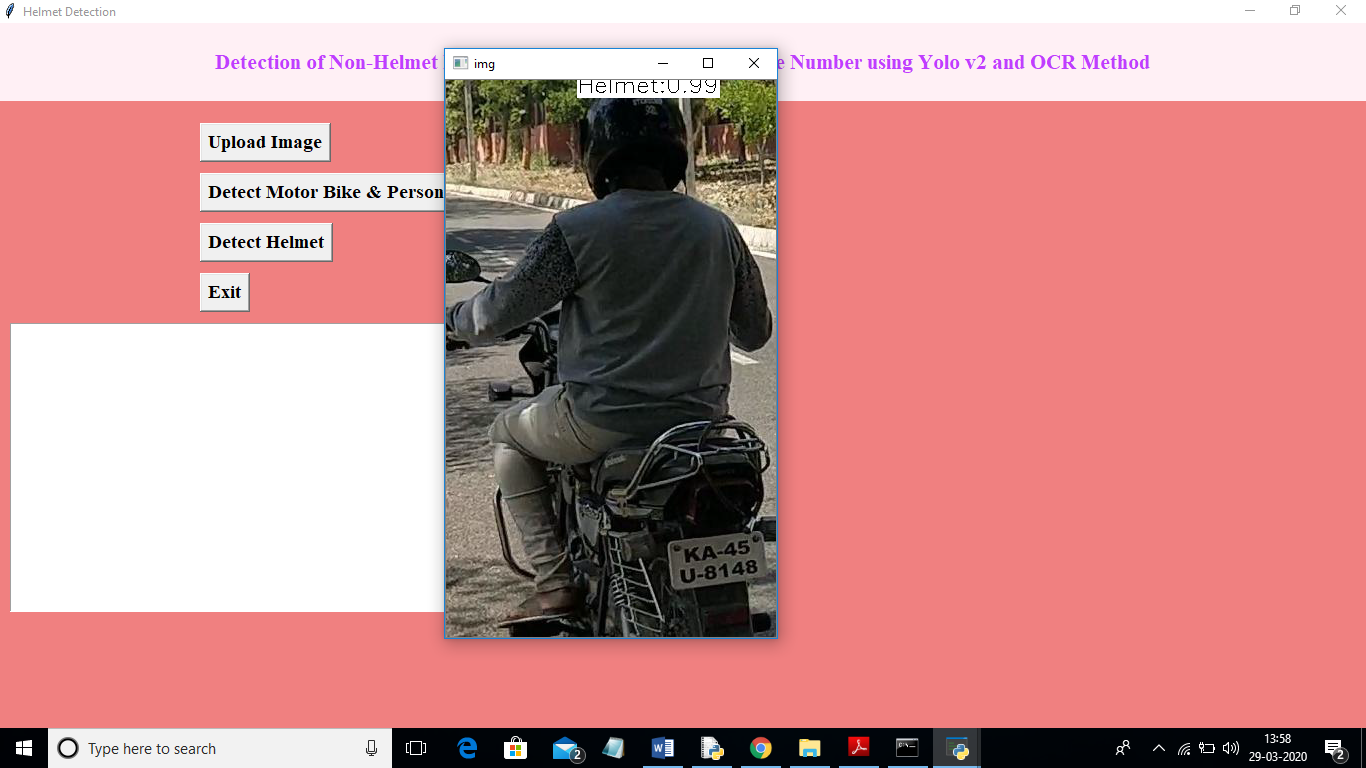 Helmet Detection
Detection of Non-Helmet
e Number using Yolo v2 and OCR Method
img
Helmet:0.99
Upload Image
Detect Motor Bike & Person
Detect Helmet
Exit
KA-45
U-8148
Type here to search
2
13:58
29-03-2020
2